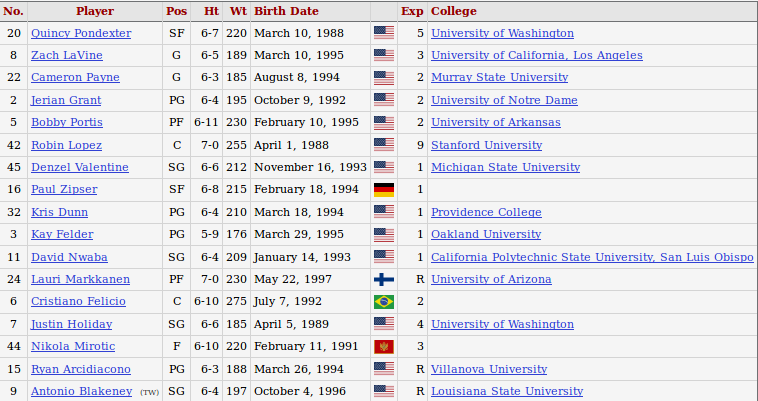 No. Player Pos Ht Wt Birth Date Exp College
20 Quincy Pondexter SF 6-7 220 March 10, 1988 5 University of Washington
8 Zach LaVine G 6-5 189 March 10, 1995 3 University of California, Los Angeles
22 Cameron Payne G 6-3 185 August 8, 1994 2 Murray State University
2 Jerian Grant PG 6-4 195 October 9, 1992 2 University of Notre Dame
5 Bobby Portis PF 6-11 230 February 10, 1995 2 University of Arkansas
42 Robin Lopez C 7-0 255 April 1, 1988 9 Stanford University
45 Denzel Valentine SG 6-6 212 November 16, 1993 1 Michigan State University
16 Paul Zipser SF 6-8 215 February 18, 1994 1
32 Kris Dunn PG 6-4 210 March 18, 1994 1 Providence College
3 Kay Felder PG 5-9 176 March 29, 1995 1 Oakland University
11 David Nwaba SG 6-4 209 January 14, 1993 1 California Polytechnic State University, San Luis Obispo
24 Lauri Markkanen PF 7-0 230 May 22, 1997 R University of Arizona
6 Cristiano Felicio C 6-10 275 July 7, 1992 2
7 Justin Holiday SG 6-6 185 April 5, 1989 4 University of Washington
44 Nikola Mirotic F 6-10 220 February 11, 1991 3
15 Ryan Arcidiacono PG 6-3 188 March 26, 1994 R Villanova University
9 Antonio Blakeney (TW) SG 6-4 197 October 4, 1996 R Louisiana State University